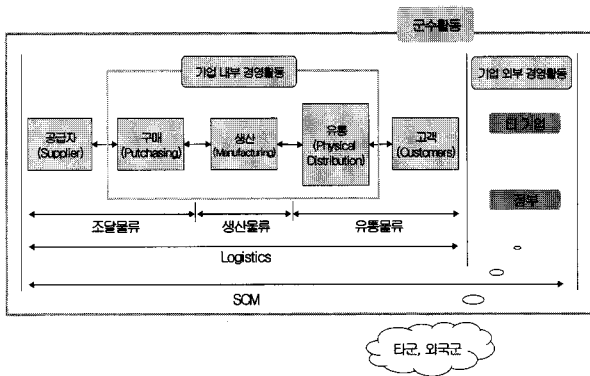 군수활동
기업 내부 경영활동
기업 외부 경영활동
공급자
(Supplier)
구매
(Putchasing)
생산
(Manufacturing)
유통
(Physical
Distribution)
고객
(Customers)
타기업
정부
조달물류
생산물류
유통물류
Logistics
SCM
타군, 외국군